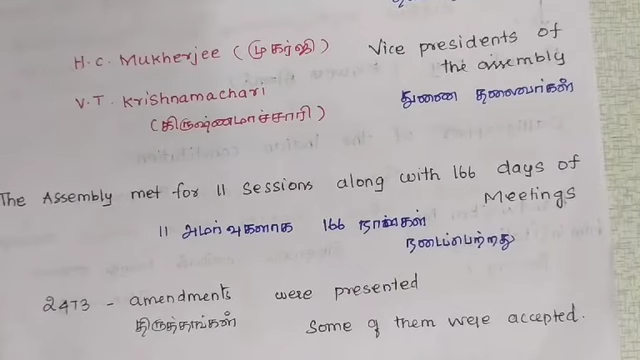 H.C. Mukherjee (முகர்ஜி) Vice presidents of
the assembly
V.T. Krishnamachari துணை தலைவர்கள்
(கிருஷ்ணமாச்சாரி)
The Assembly met for 11 Sessions along with 166 days of
Meetings
11 அமர்வுகளாக 166 நாட்கள்
நடைப்பெற்றது
2473 - amendments were presented
திருத்தங்கள் Some of them were accepted.